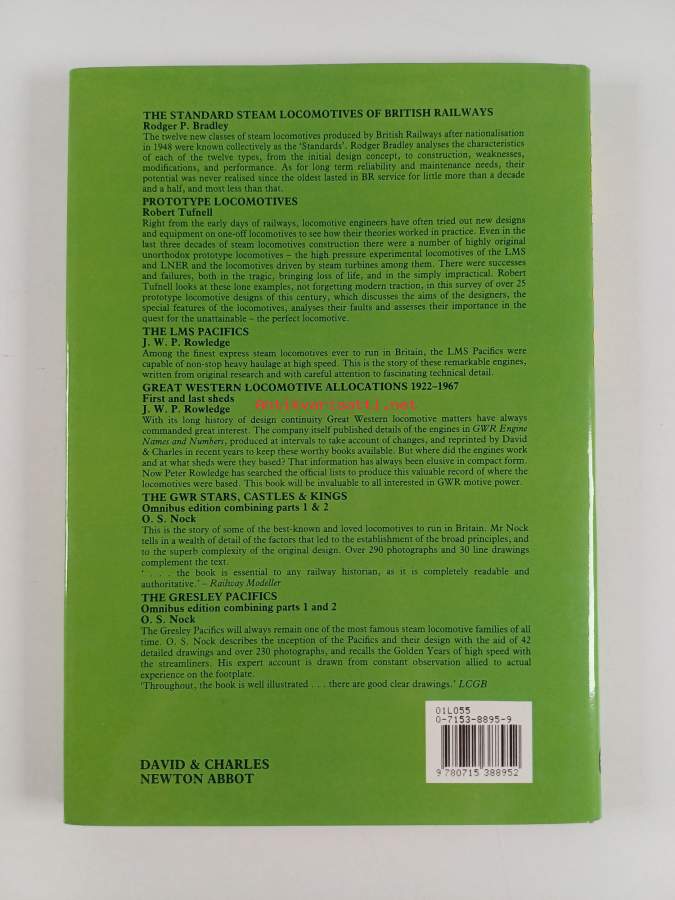 THE STANDARD STEAM LOCOMOTIVES OF BRITISH RAILWAYS
Rodger P. Bradley
The twelve new classes of steam locomotives produced by British Railways after nationalisation
in 1948 were known collectively as the ‘Standards’. Rodger Bradley analyses the characteristics
of each of the twelve types, from the initial design concept, to construction, weaknesses,
modifications, and performance. As for long term reliability and maintenance needs, their
potential was never realised since the oldest lasted in BR service for little more than a decade
and a half, and most less than that.
PROTOTYPE LOCOMOTIVES
Robert Tufnell
Right from the early days of railways, locomotive engineers have often tried out new designs
and equipment on one-off locomotives to see how their theories worked in practice. Even in the
last three decades of steam locomotives construction there were a number of highly original
unorthodox prototype locomotives – the high pressure experimental locomotives of the LMS
and LNER and the locomotives driven by steam turbines among them. There were successes
and failures, both in the tragic, bringing loss of life, and in the simply impractical. Robert
Tufnell looks at these lone examples, not forgetting modern traction, in this survey of over 25
prototype locomotive designs of this century, which discusses the aims of the designers, the
special features of the locomotives, analyses their faults and assesses their importance in the
quest for the unattainable – the perfect locomotive.
THE LMS PACIFICS
J. W. P. Rowledge
Among the finest express steam locomotives ever to run in Britain, the LMS Pacifics were
capable of non-stop heavy haulage at high speed. This is the story of these remarkable engines,
written from original research and with careful attention to fascinating technical detail.
GREAT WESTERN LOCOMOTIVE ALLOCATIONS 1922–1967
First and last sheds
Antikvariaatti.net
J. W. P. Rowledge
With its long history of design continuity Great Western locomotive matters have always
commanded great interest. The company itself published details of the engines in GWR Engine
Names and Numbers, produced at intervals to take account of changes, and reprinted by David
& Charles in recent years to keep these worthy books available. But where did the engines work
and at what sheds were they based? That information has always been elusive in compact form.
Now Peter Rowledge has searched the official lists to produce this valuable record of where the
locomotives were based. This book will be invaluable to all interested in GWR motive power.
THE GWR STARS, CASTLES & KINGS
Omnibus edition combining parts 1 & 2
O. S. Nock
This is the story of some of the best-known and loved locomotives to run in Britain. Mr Nock
tells in a wealth of detail of the factors that led to the establishment of the broad principles, and
to the superb complexity of the original design. Over 290 photographs and 30 line drawings
complement the text.
‘. . . the book is essential to any railway historian, as it is completely readable and
authoritative.’ – Railway Modeller
THE GRESLEY PACIFICS
Omnibus edition combining parts 1 and 2
O. S. Nock
The Gresley Pacifics will always remain one of the most famous steam locomotive families of all
time. O. S. Nock describes the inception of the Pacifics and their design with the aid of 42
detailed drawings and over 230 photographs, and recalls the Golden Years of high speed with
the streamliners. His expert account is drawn from constant observation allied to actual
experience on the footplate.
‘Throughout, the book is well illustrated . . . there are good clear drawings.’ LCGB
01L055
0-7153-8895-9
9 780715 388952
DAVID & CHARLES
NEWTON ABBOT